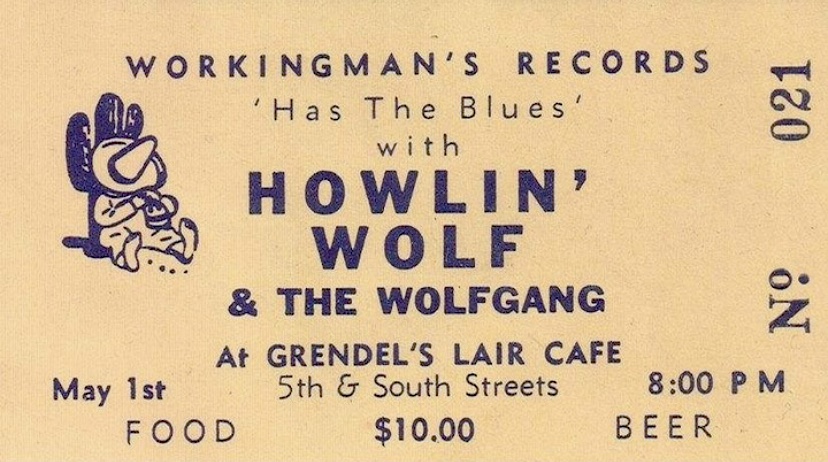 WORKINGMAN'S RECORDS
'Has The Blues'
with
HOWLIN'
WOLF
& THE WOLFGANG
At GRENDEL'S LAIR CAFE
May 1st 5th & South Streets 8:00 PM
FOOD $10.00 BEER
Nº 021